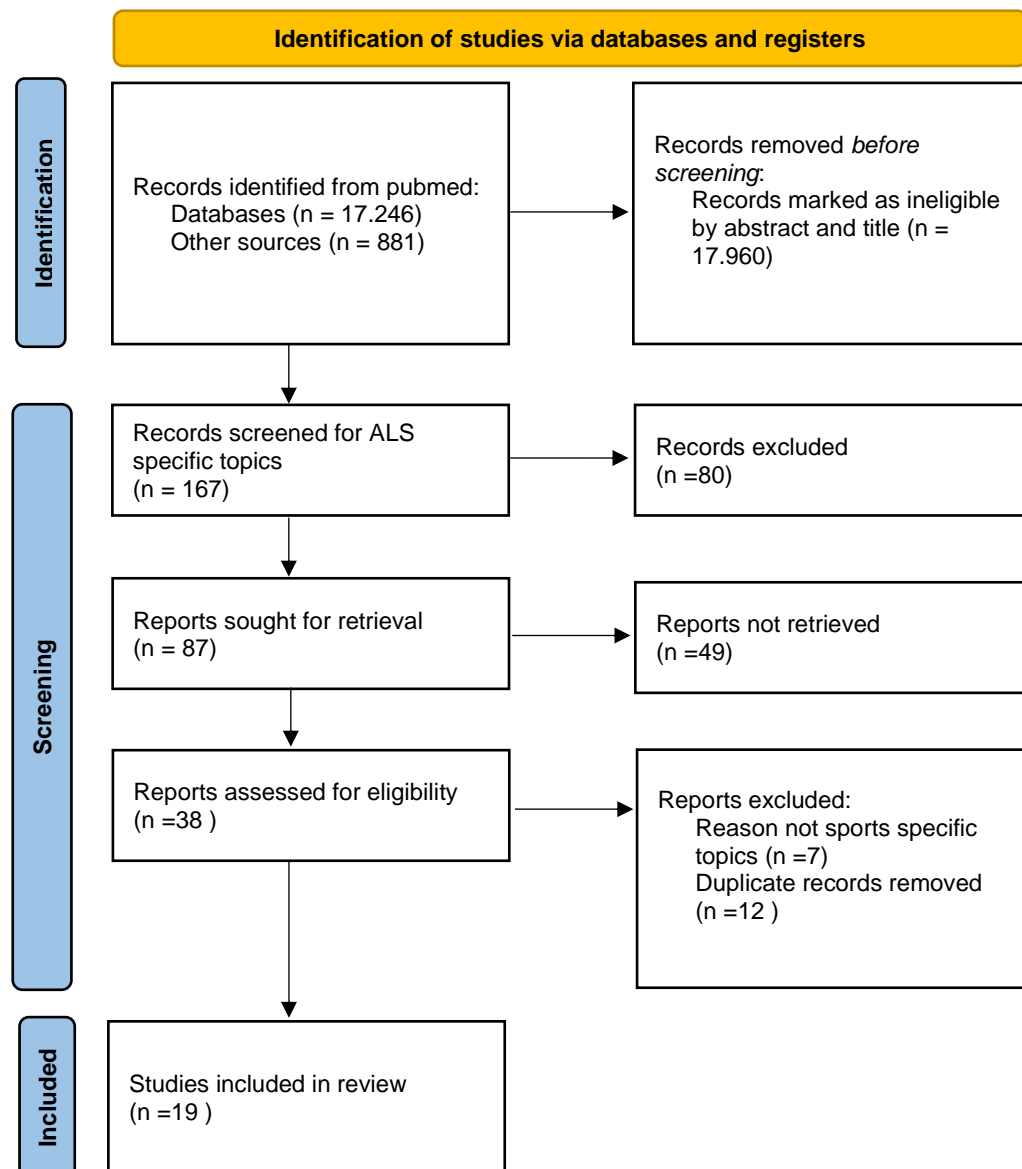 Identification of studies via databases and registers
Identification
Records identified from pubmed:
Databases (n = 17.246)
Other sources (n = 881)
Records removed before
screening:
Records marked as ineligible
by abstract and title (n =
17.960)
Screening
Records screened for ALS
specific topics
(n = 167)
Records excluded
(n =80)
Reports sought for retrieval
(n = 87)
Reports not retrieved
(n =49)
Reports assessed for eligibility
(n =38 )
Reports excluded:
Reason not sports specific
topics (n =7)
Duplicate records removed
(n =12 )
Included
Studies included in review
(n =19 )